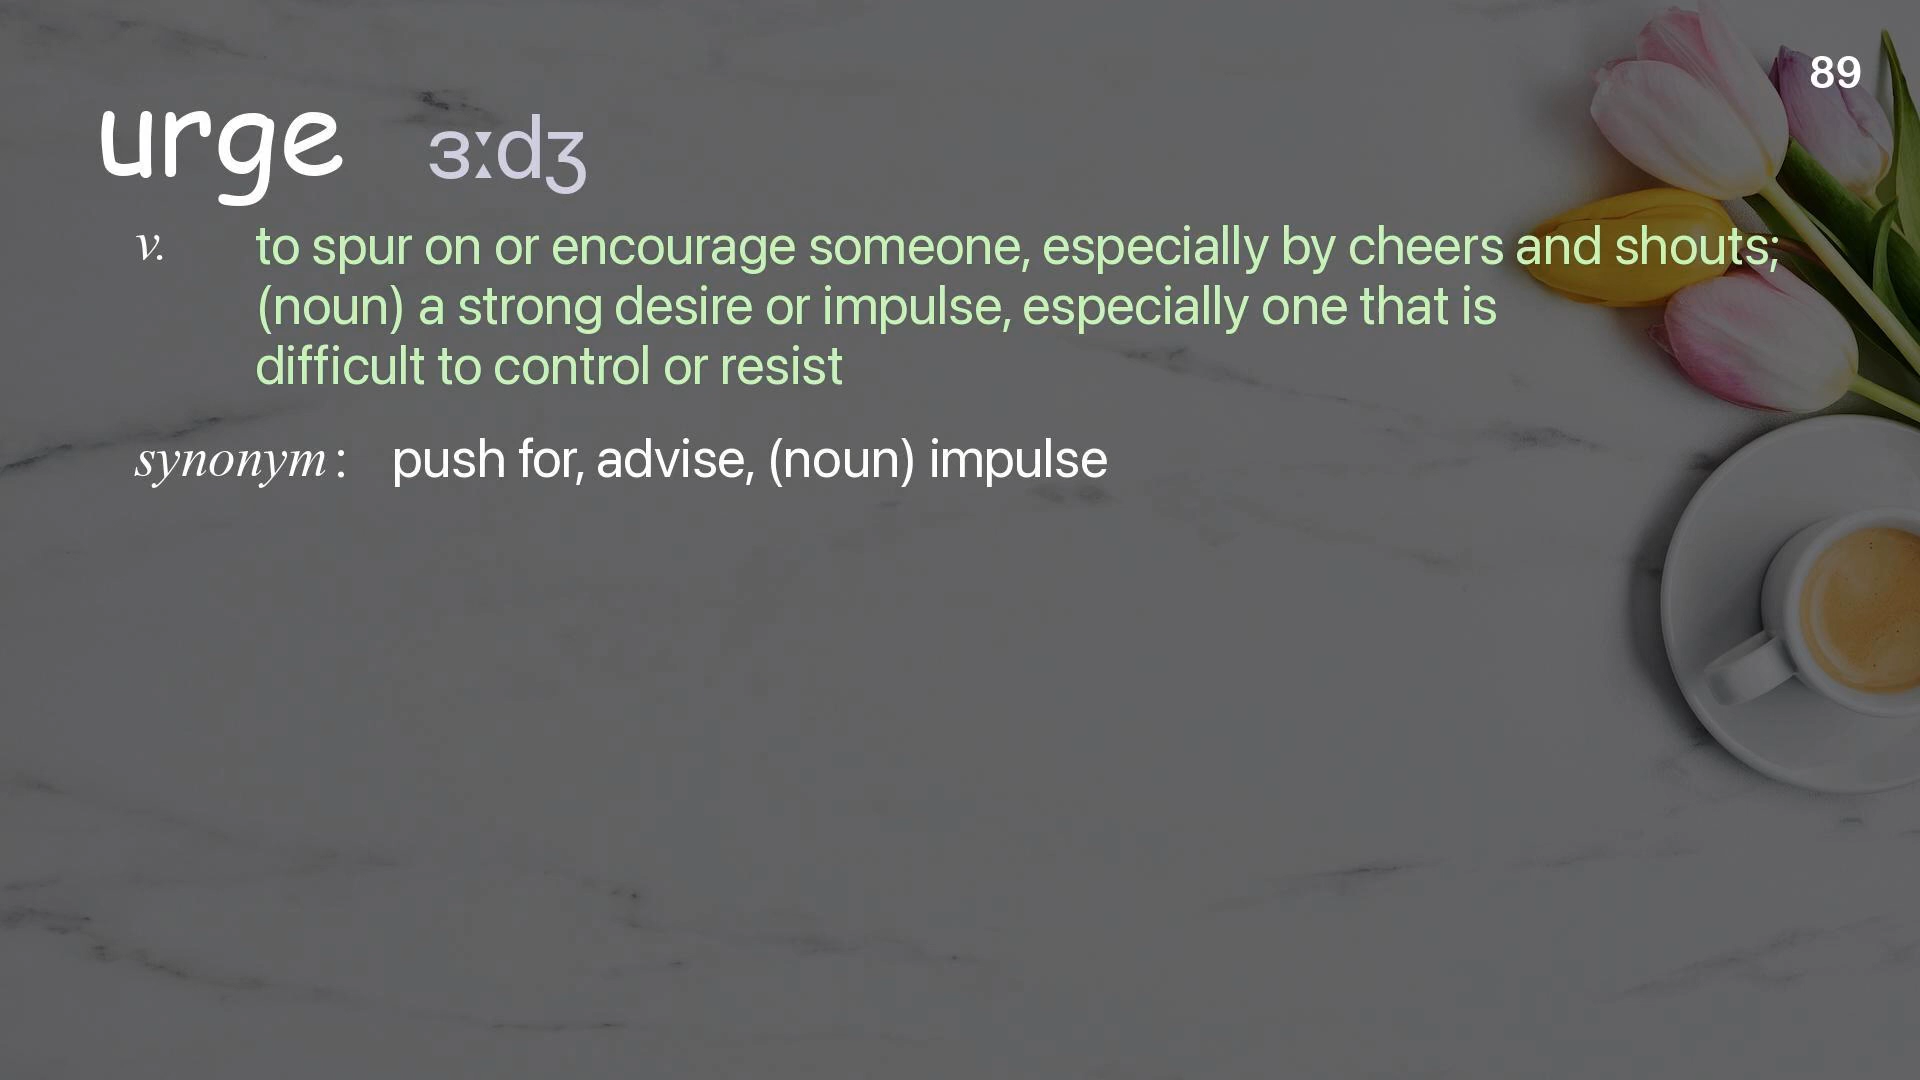 89
urge ɜːdʒ
v. to spur on or encourage someone, especially by cheers and shouts;
(noun) a strong desire or impulse, especially one that is
difficult to control or resist
synonym: push for, advise, (noun) impulse